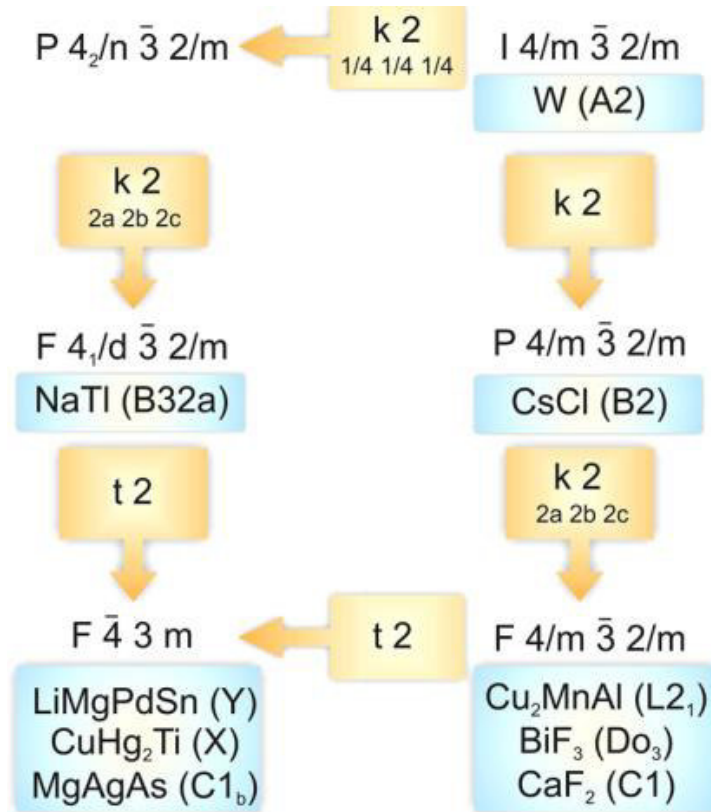 P 4₂/n 3̄ 2/m
k 2
1/4 1/4 1/4
I 4/m 3̄ 2/m
W (A2)
k 2
2a 2b 2c
k 2
F 4₁/d 3̄ 2/m
NaTl (B32a)
P 4/m 3̄ 2/m
CsCl (B2)
t 2
k 2
2a 2b 2c
F 4̄ 3 m
t 2
F 4/m 3̄ 2/m
LiMgPdSn (Y)
CuHg₂Ti (X)
MgAgAs (C1b)
Cu₂MnAl (L2₁)
BiF₃ (Do₃)
CaF₂ (C1)